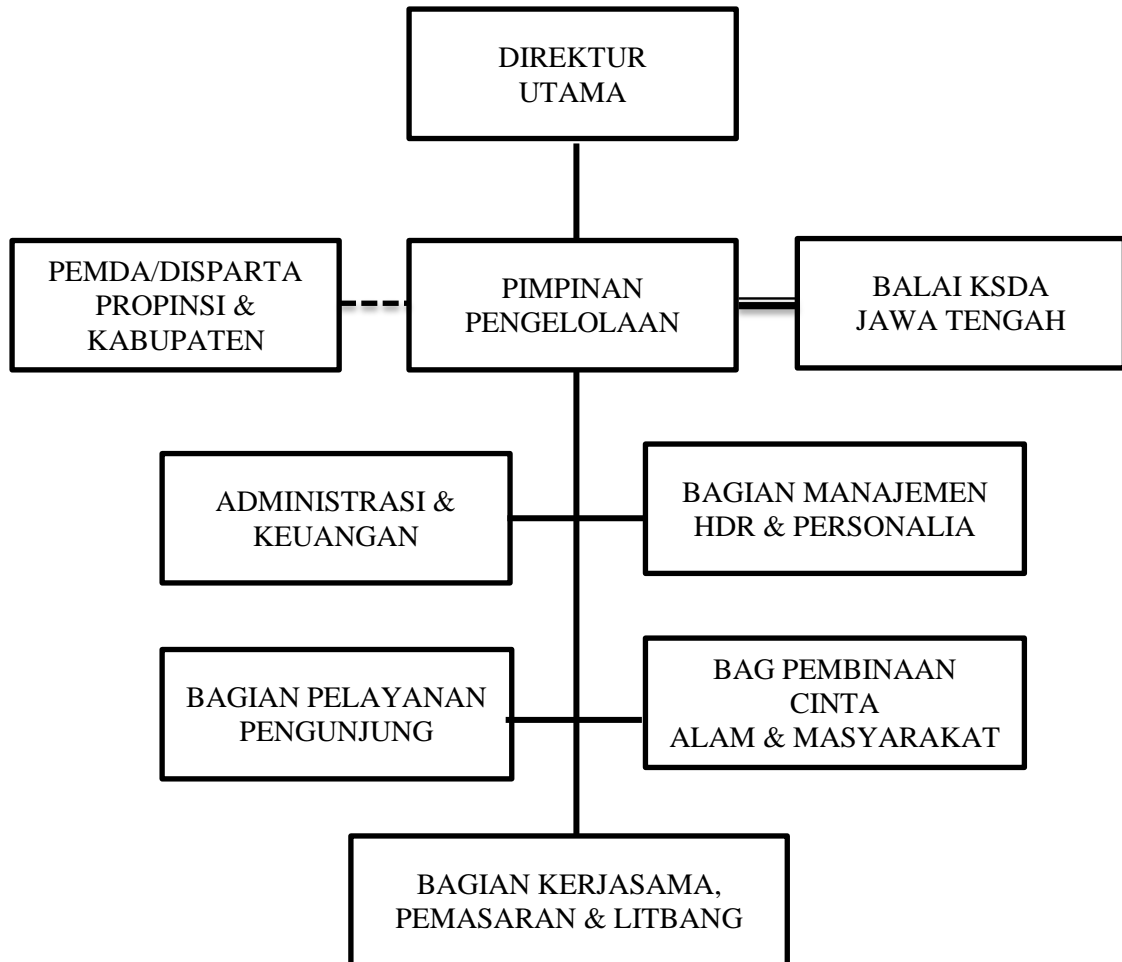 DIREKTUR
UTAMA
PEMDA/DISPARTA
PROPINSI &
KABUPATEN
PIMPINAN
PENGELOLAAN
BALAI KSDA
JAWA TENGAH
ADMINISTRASI &
KEUANGAN
BAGIAN MANAJEMEN
HDR & PERSONALIA
BAGIAN PELAYANAN
PENGUNJUNG
BAG PEMBINAAN
CINTA
ALAM & MASYARAKAT
BAGIAN KERJASAMA,
PEMASARAN & LITBANG